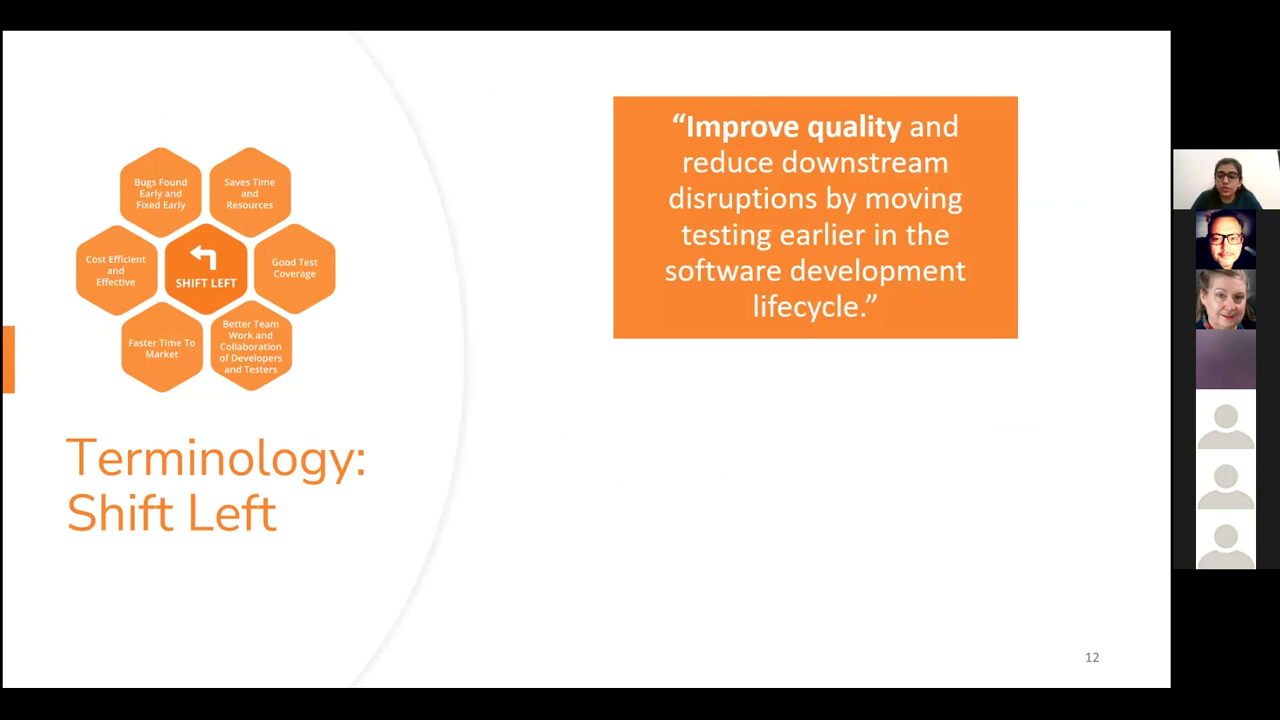 Bugs Found
Early and
Fixed Early
Saves Time
and
Resources
Cost Efficient
and
Effective
SHIFT LEFT
Good Test
Coverage
Faster Time To
Market
Better Team
Work and
Collaboration
of Developers
and Testers
Terminology:
Shift Left
“Improve quality and
reduce downstream
disruptions by moving
testing earlier in the
software development
lifecycle.”
12